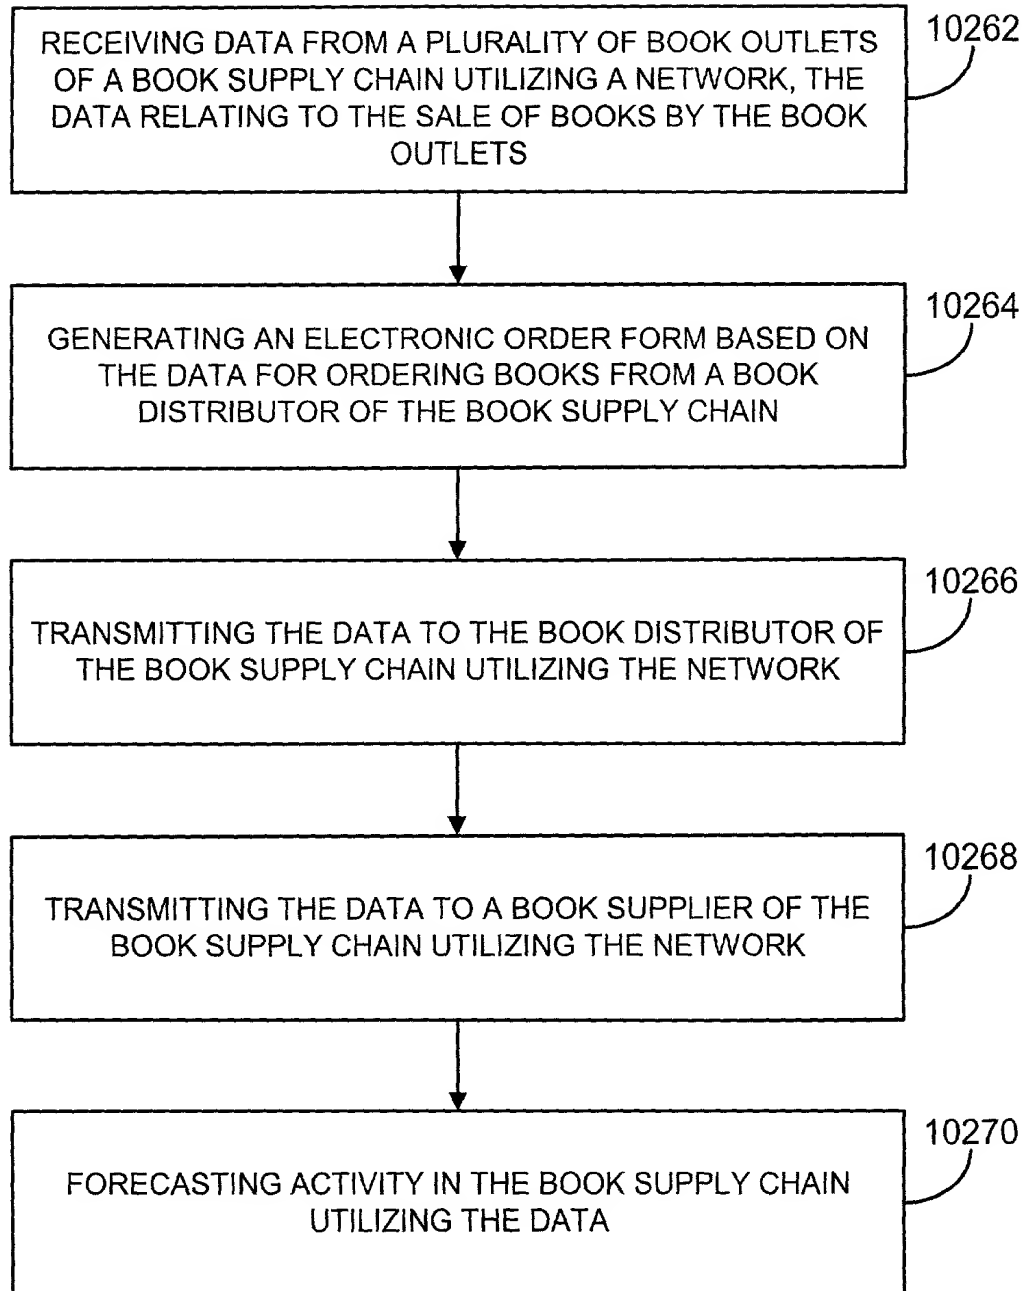 RECEIVING DATA FROM A PLURALITY OF BOOK OUTLETS
OF A BOOK SUPPLY CHAIN UTILIZING A NETWORK, THE
DATA RELATING TO THE SALE OF BOOKS BY THE BOOK
OUTLETS
10262
GENERATING AN ELECTRONIC ORDER FORM BASED ON
THE DATA FOR ORDERING BOOKS FROM A BOOK
DISTRIBUTOR OF THE BOOK SUPPLY CHAIN
10264
TRANSMITTING THE DATA TO THE BOOK DISTRIBUTOR OF
THE BOOK SUPPLY CHAIN UTILIZING THE NETWORK
10266
TRANSMITTING THE DATA TO A BOOK SUPPLIER OF THE
BOOK SUPPLY CHAIN UTILIZING THE NETWORK
10268
FORECASTING ACTIVITY IN THE BOOK SUPPLY CHAIN
UTILIZING THE DATA
10270